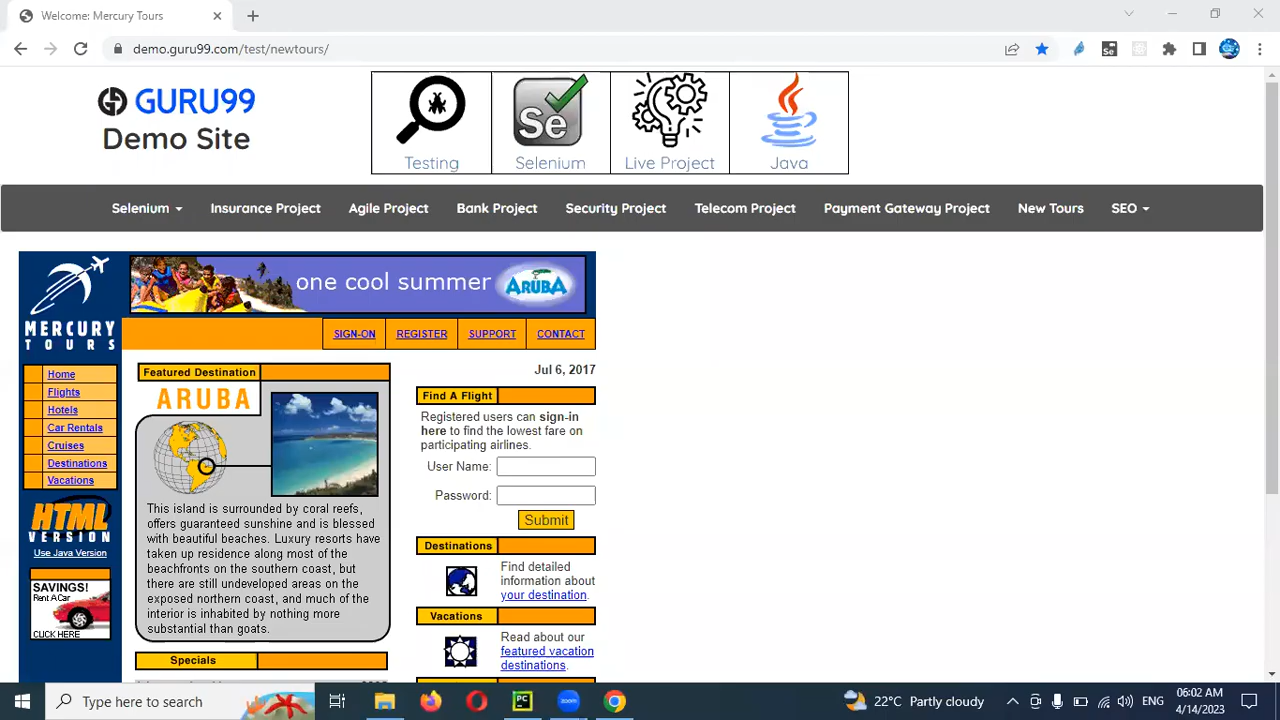 Welcome: Mercury Tours
demo.guru99.com/test/newtours/
GURU99
Demo Site
Testing
Selenium
Live Project
Java
Selenium
Insurance Project
Agile Project
Bank Project
Security Project
Telecom Project
Payment Gateway Project
New Tours
SEO
one cool summer
ARUBA
MERCURY
TOURS
SIGN-ON
REGISTER
SUPPORT
CONTACT
Home
Flights
Hotels
Car Rentals
Cruises
Destinations
Vacations
HTML
VERSION
Use Java Version
SAVINGS!
Rent A Car
CLICK HERE
Featured Destination
ARUBA
This island is surrounded by coral reefs,
offers guaranteed sunshine and is blessed
with beautiful beaches. Luxury resorts have
taken up residence along most of the
beachfronts on the southern coast, but
there are still undeveloped areas on the
exposed northern coast, and much of the
interior is inhabited by nothing more
substantial than goats.
Specials
Jul 6, 2017
Find A Flight
Registered users can sign-in
here to find the lowest fare on
participating airlines.
User Name:
Password:
Submit
Destinations
Find detailed
information about
your destination.
Vacations
Read about our
featured vacation
destinations.
Type here to search
PC
zoom
22°C Partly cloudy
ENG
06:02 AM
4/14/2023